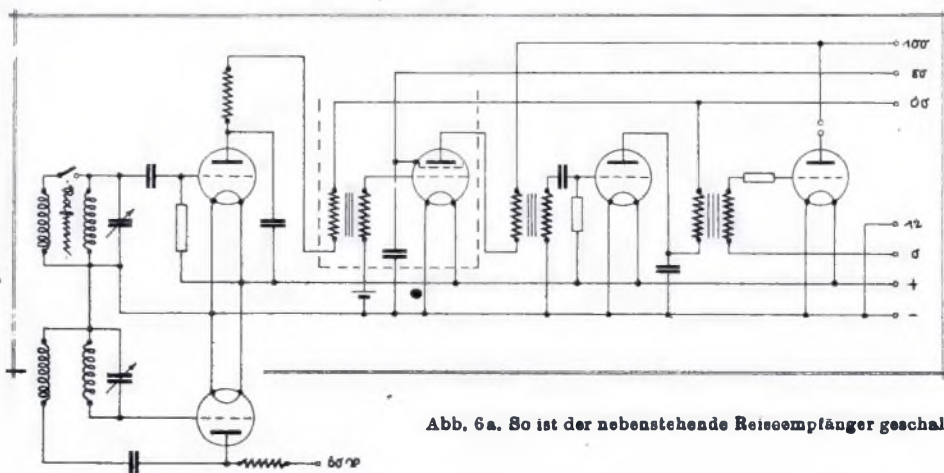 100
80
60
Rahmen
12
0
+
-
Abb. 6a. So ist der nebenstehende Reiseempfänger geschal
60 V